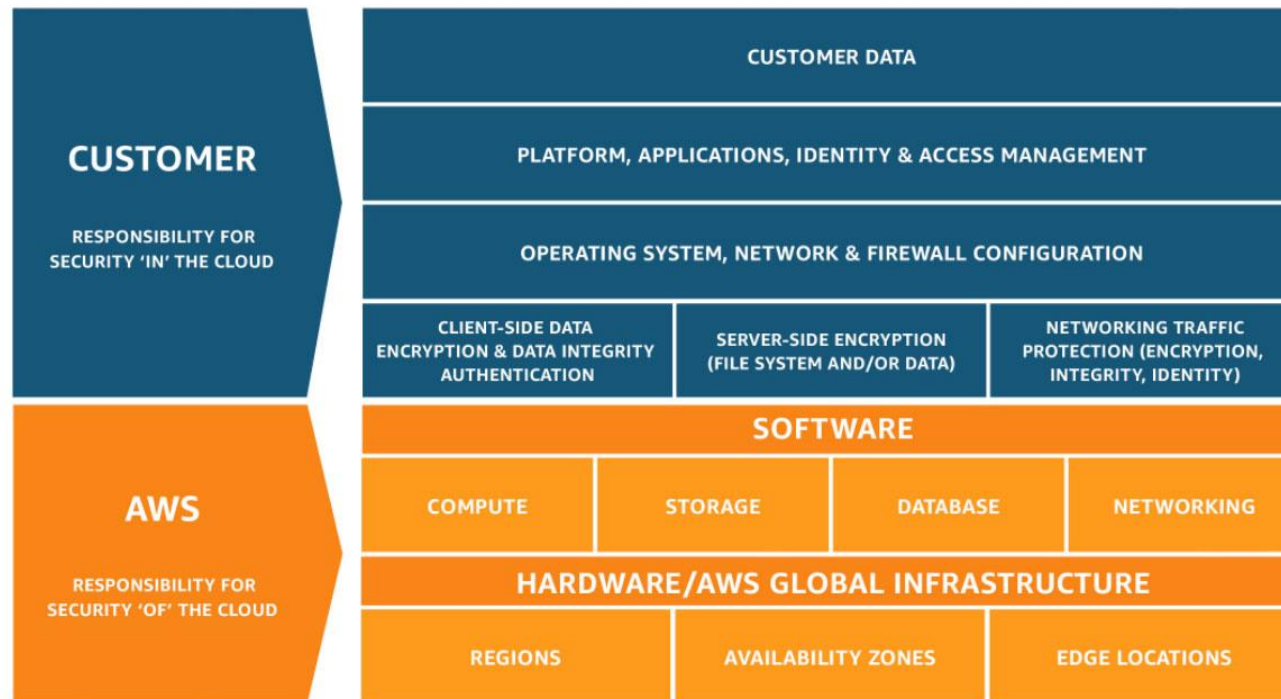 CUSTOMER
RESPONSIBILITY FOR
SECURITY ‘IN’ THE CLOUD
CUSTOMER DATA
PLATFORM, APPLICATIONS, IDENTITY & ACCESS MANAGEMENT
OPERATING SYSTEM, NETWORK & FIREWALL CONFIGURATION
CLIENT-SIDE DATA
ENCRYPTION & DATA INTEGRITY
AUTHENTICATION
SERVER-SIDE ENCRYPTION
(FILE SYSTEM AND/OR DATA)
NETWORKING TRAFFIC
PROTECTION (ENCRYPTION,
INTEGRITY, IDENTITY)
AWS
RESPONSIBILITY FOR
SECURITY ‘OF’ THE CLOUD
SOFTWARE
COMPUTE
STORAGE
DATABASE
NETWORKING
HARDWARE/AWS GLOBAL INFRASTRUCTURE
REGIONS
AVAILABILITY ZONES
EDGE LOCATIONS